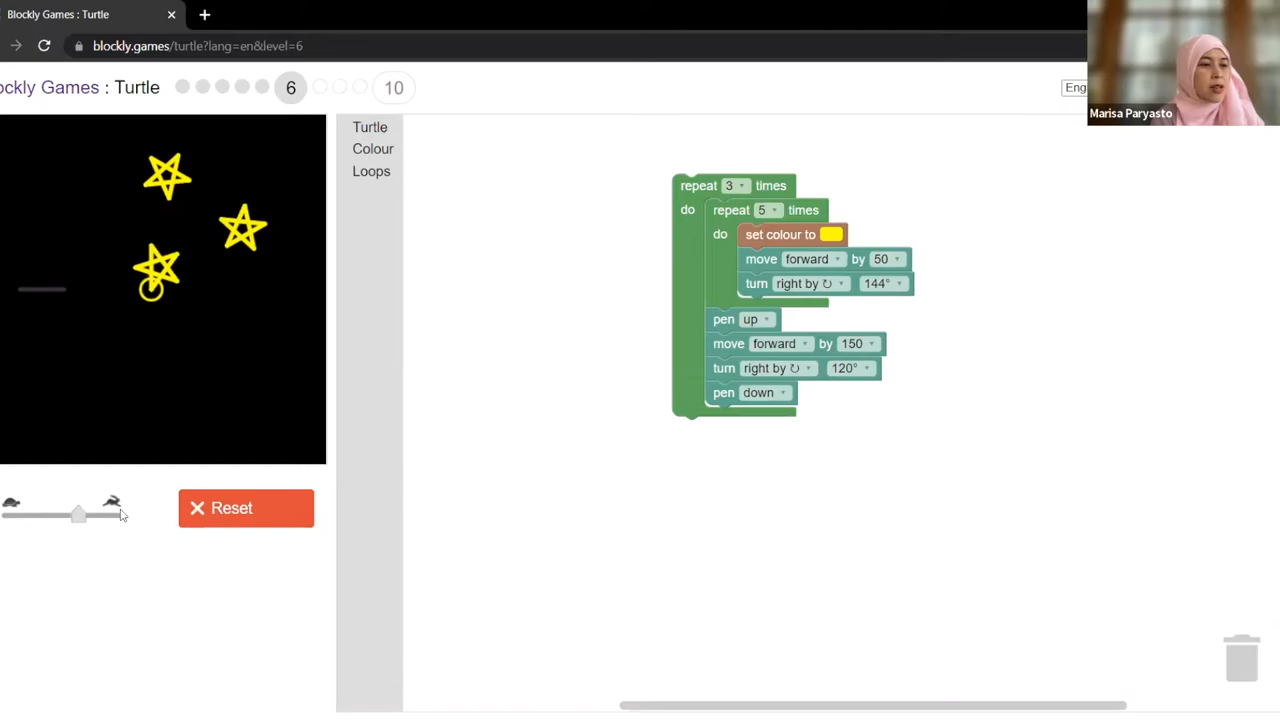 Blockly Games : Turtle
blockly.games/turtle?lang=en&level=6
ockly Games : Turtle 6 10
Eng
Marisa Paryasto
Turtle
Colour
Loops
repeat 3 times
do repeat 5 times
do set colour to
move forward by 50
turn right by ↻ 144°
pen up
move forward by 150
turn right by ↻ 120°
pen down
Reset